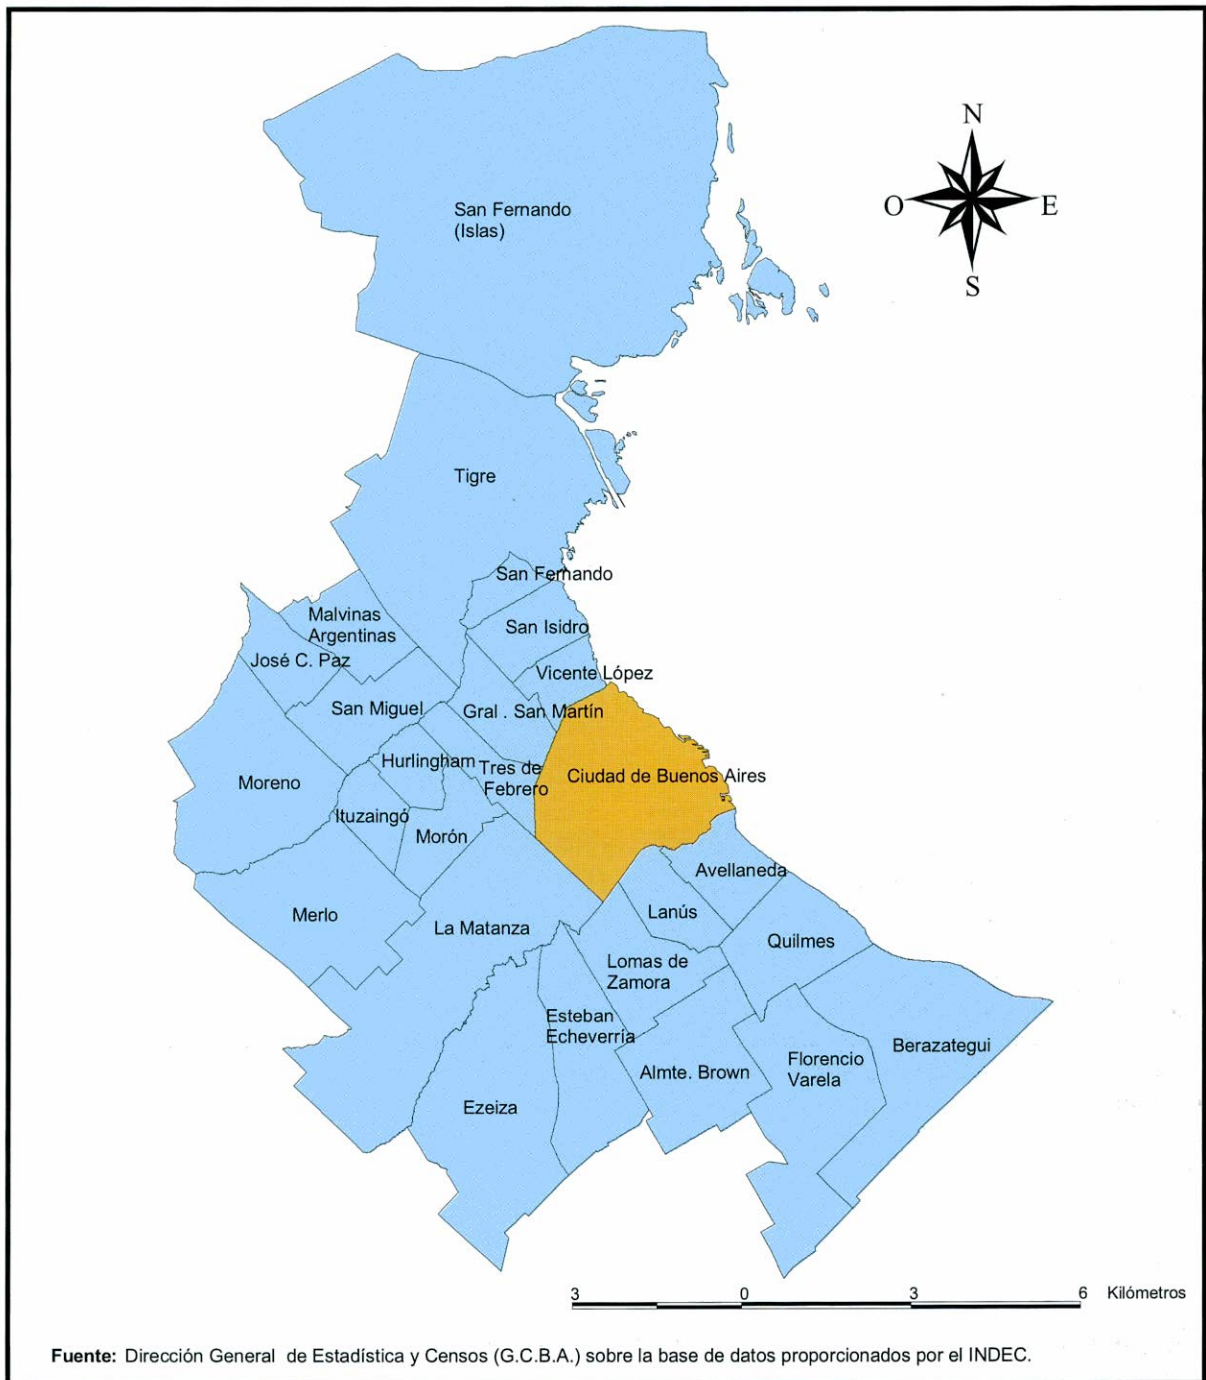 N
O
E
S
San Fernando
(Islas)
Tigre
San Fernando
San Isidro
Malvinas
Argentinas
José C. Paz
Vicente López
San Miguel
Gral . San Martín
Hurlingham
Tres de
Febrero
Ciudad de Buenos Aires
Moreno
Ituzaingó
Morón
Avellaneda
Merlo
La Matanza
Lanús
Quilmes
Lomas de
Zamora
Esteban
Echeverría
Berazategui
Florencio
Varela
Almte. Brown
Ezeiza
3 0 3 6 Kilómetros
Fuente: Dirección General de Estadística y Censos (G.C.B.A.) sobre la base de datos proporcionados por el INDEC.